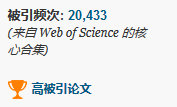 被引频次: 20,433
(来自 Web of Science 的核
心合集)
高被引论文